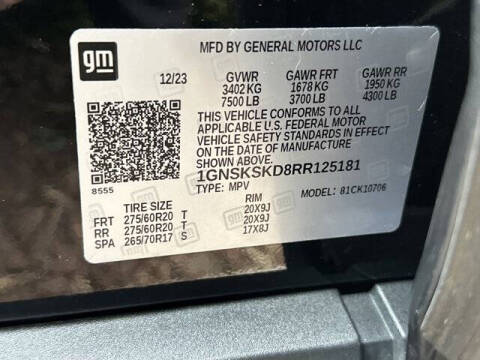 gm
MFD BY GENERAL MOTORS LLC
12/23 GVWR GAWR FRT GAWR RR
3402 KG 1678 KG 1950 KG
7500 LB 3700 LB 4300 LB
THIS VEHICLE CONFORMS TO ALL
APPLICABLE U.S. FEDERAL MOTOR
VEHICLE SAFETY STANDARDS IN EFFECT
ON THE DATE OF MANUFACTURE
SHOWN ABOVE.
1GNSKSKD8RR125181
8555
TYPE: MPV MODEL: 81CK10706
TIRE SIZE RIM
FRT 275/60R20 T 20X9J
RR 275/60R20 T 20X9J
SPA 265/70R17 S 17X8J